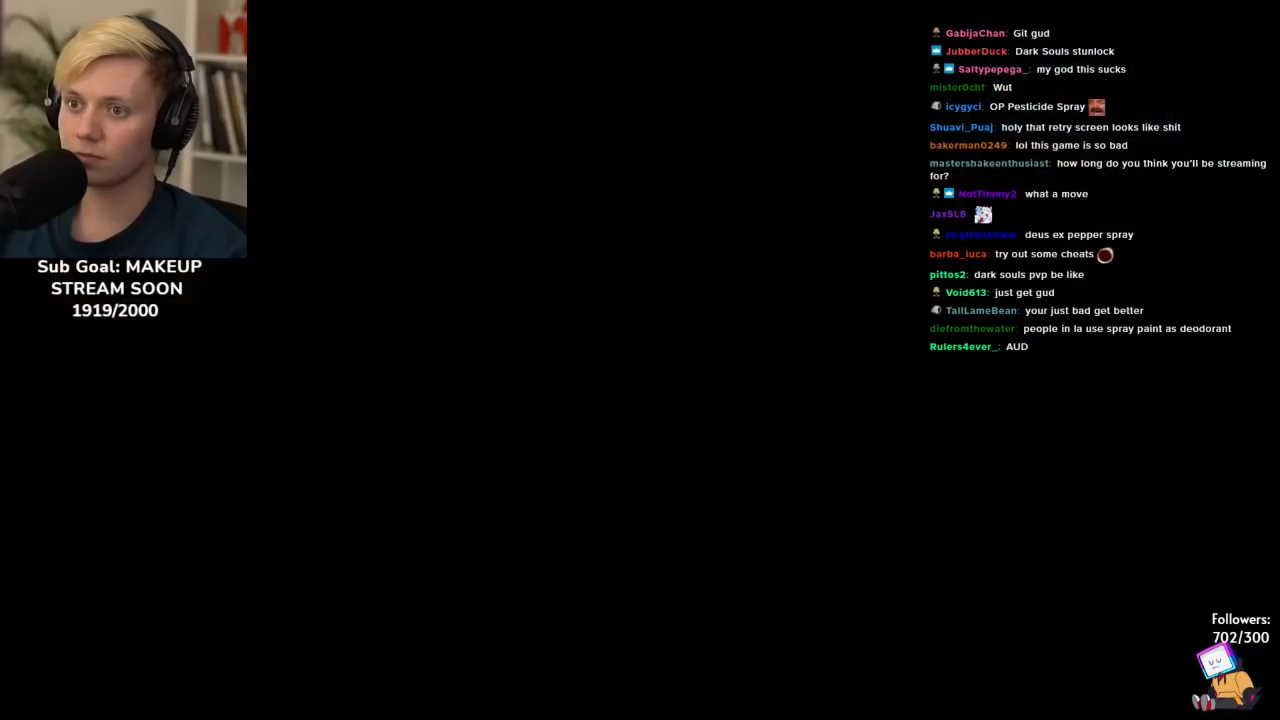 Sub Goal: MAKEUP
STREAM SOON
1919/2000
GabijaChan: Git gud
JubberDuck: Dark Souls stunlock
Saltypepega_: my god this sucks
mister0chf: Wut
icygyci: OP Pesticide Spray
Shuavi_Puaj: holy that retry screen looks like shit
bakerman0249: lol this game is so bad
mastershakeenthusiast: how long do you think you'll be streaming
for?
NotTimmy2 what a move
JaxSL8
deus ex pepper spray
barba_luca: try out some cheats
pittos2: dark souls pvp be like
Void613: just get gud
TallLameBean: your just bad get better
diefromthewater: people in la use spray paint as deodorant
Rulers4ever_: AUD
Followers:
702/300